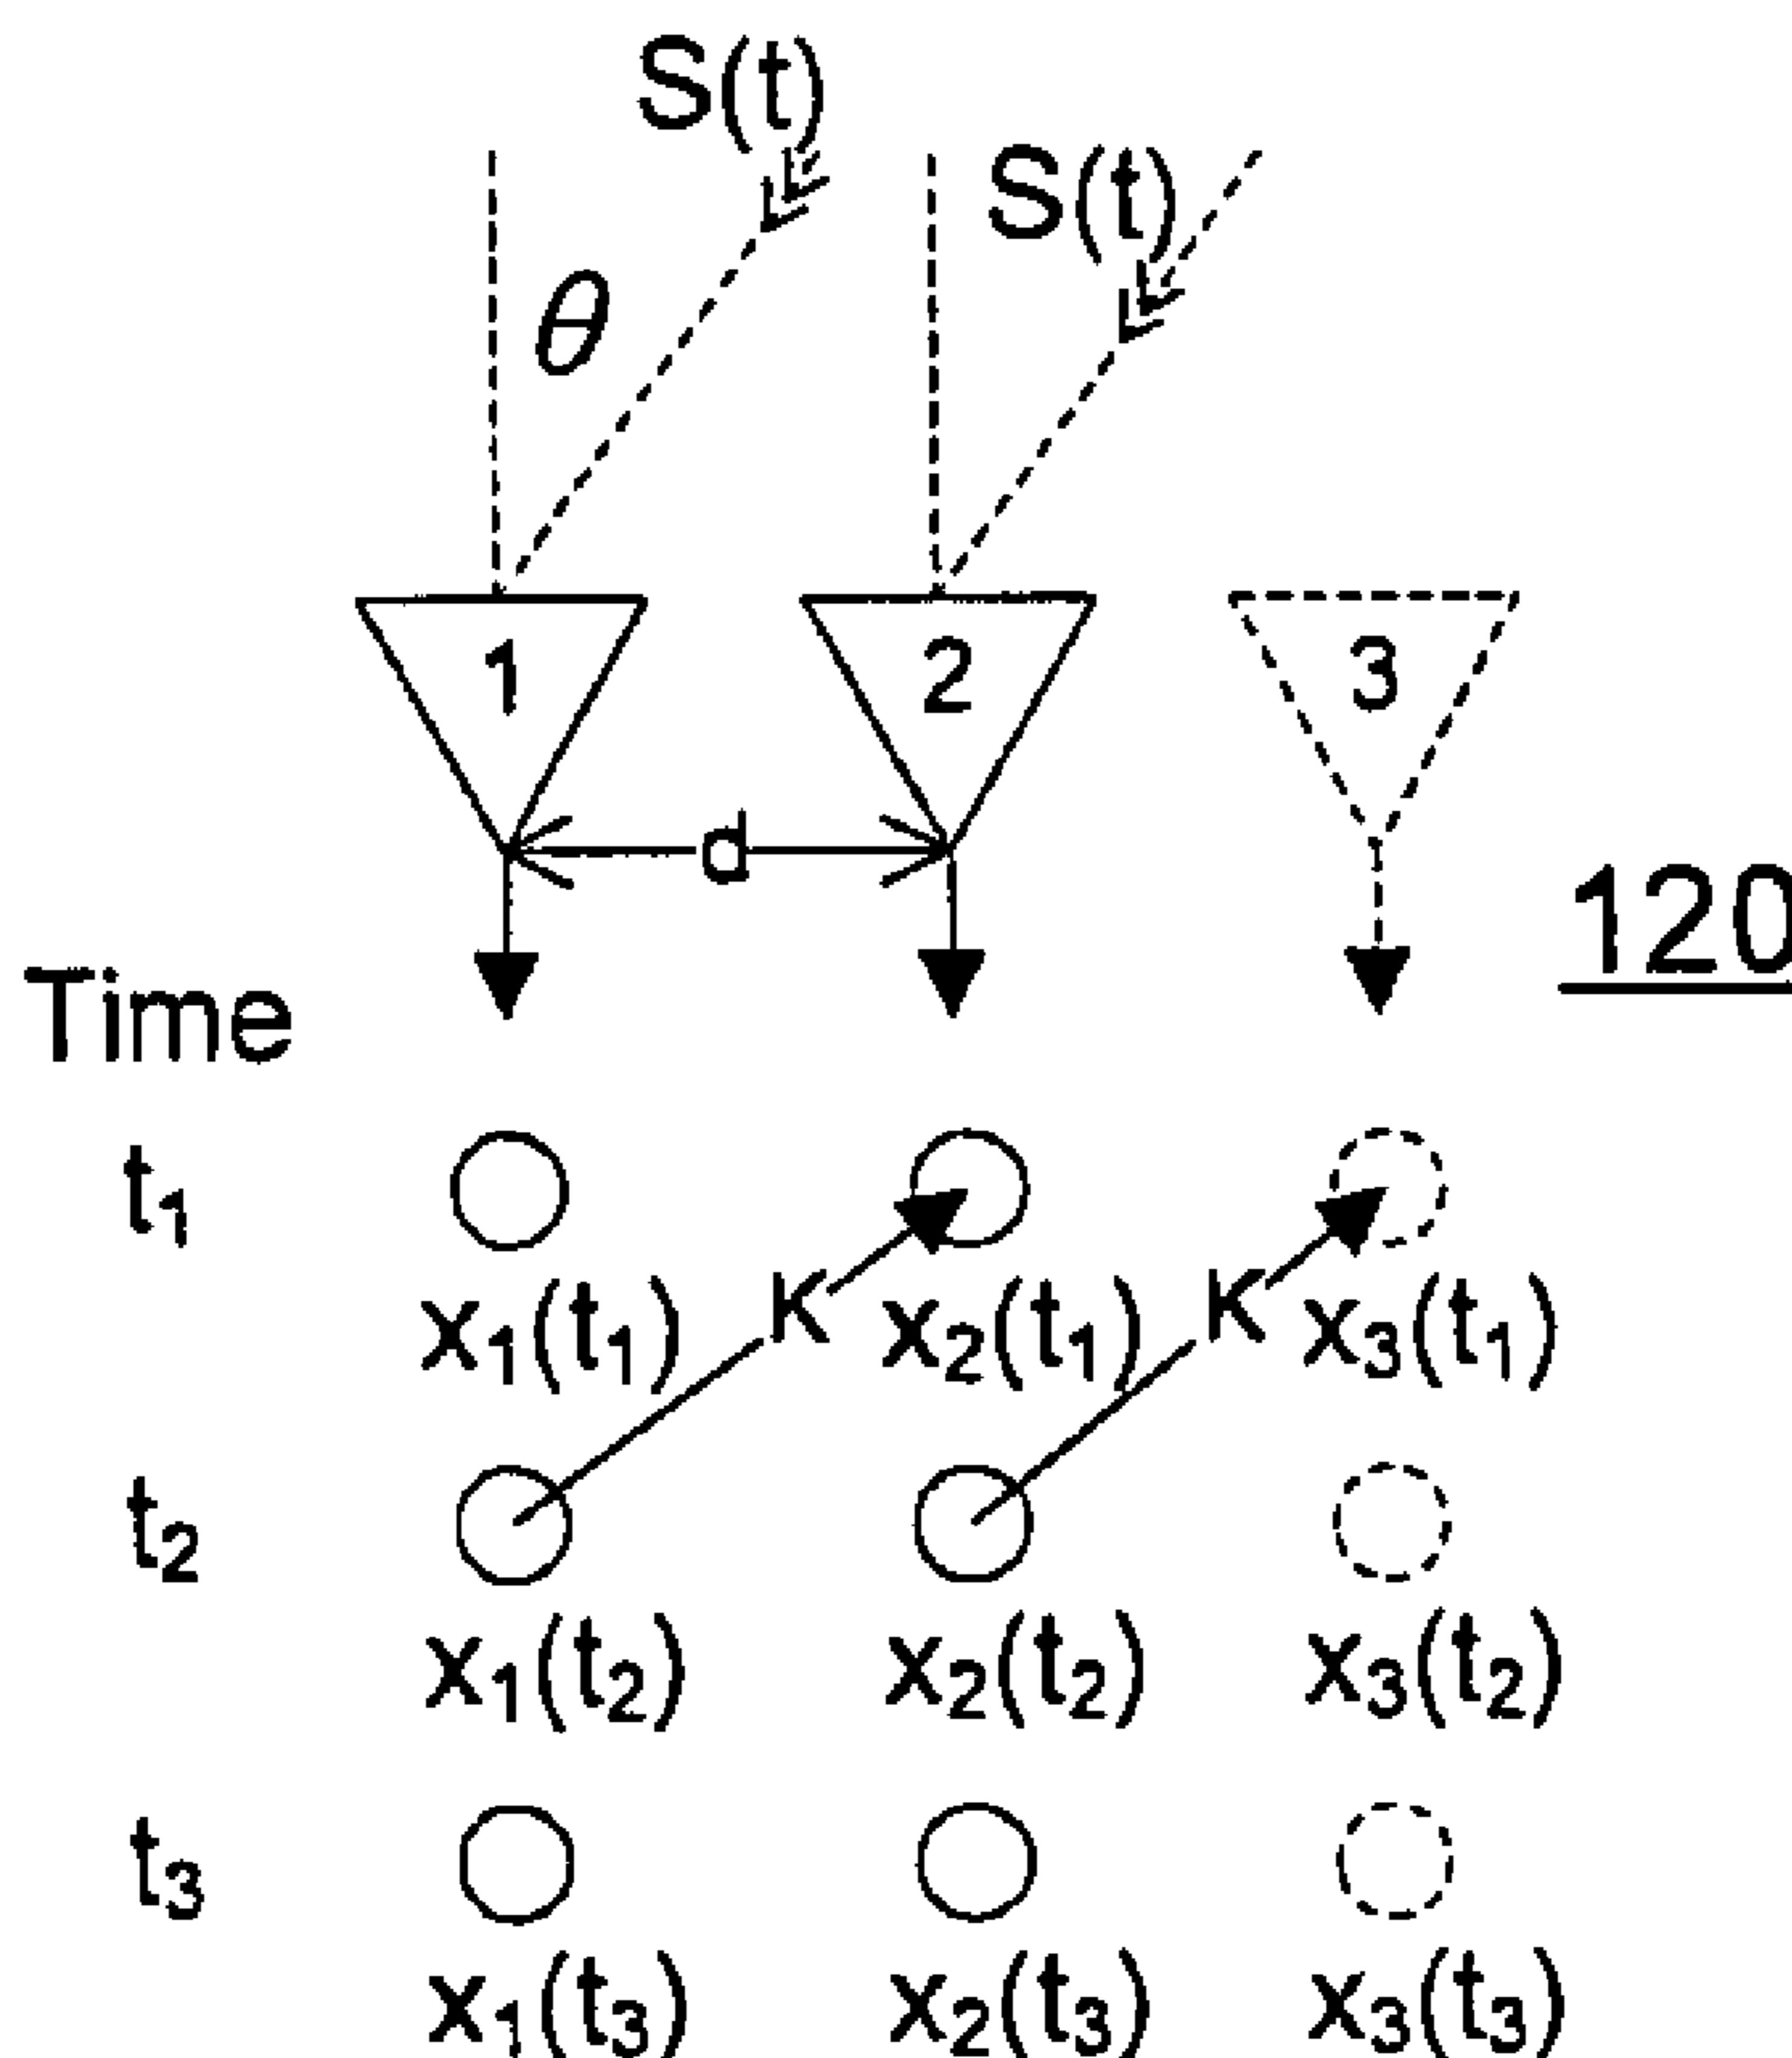 S(t)
S(t)
θ
1 2 3
d
120
Time
t₁
K K
x₁(t₁) x₂(t₁) x₃(t₁)
t₂
x₁(t₂) x₂(t₂) x₃(t₂)
t₃
x₁(t₃) x₂(t₃) x₃(t₃)